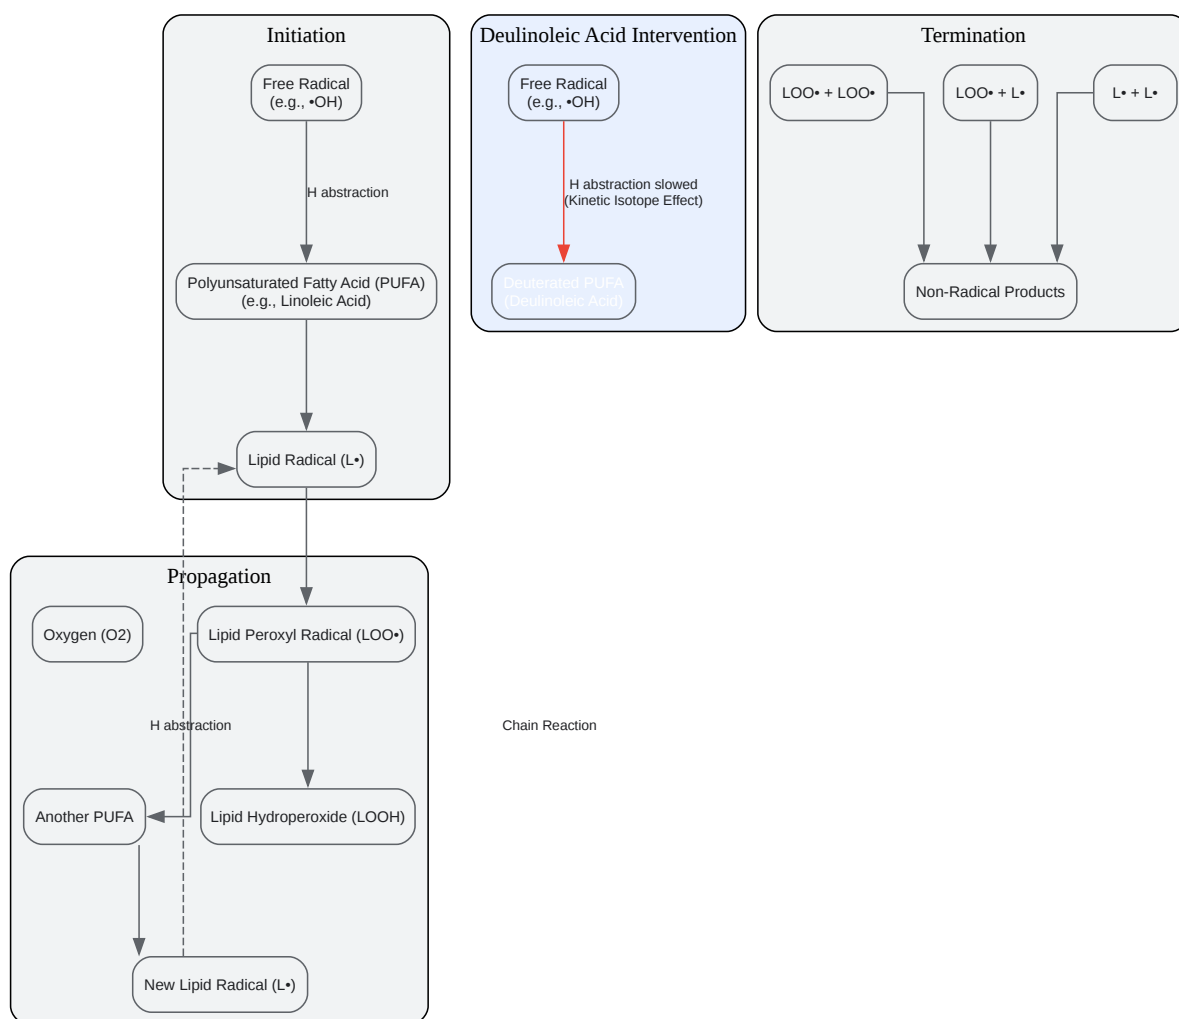 Initiation
Free Radical
(e.g., •OH)
H abstraction
Polyunsaturated Fatty Acid (PUFA)
(e.g., Linoleic Acid)
Lipid Radical (L•)
Deulinoleic Acid Intervention
Free Radical
(e.g., •OH)
H abstraction slowed
(Kinetic Isotope Effect)
Deuterated PUFA
(Deulinoleic Acid)
Termination
LOO• + LOO•
LOO• + L•
L• + L•
Non-Radical Products
Propagation
Oxygen (O2)
Lipid Peroxyl Radical (LOO•)
H abstraction
Chain Reaction
Another PUFA
Lipid Hydroperoxide (LOOH)
New Lipid Radical (L•)